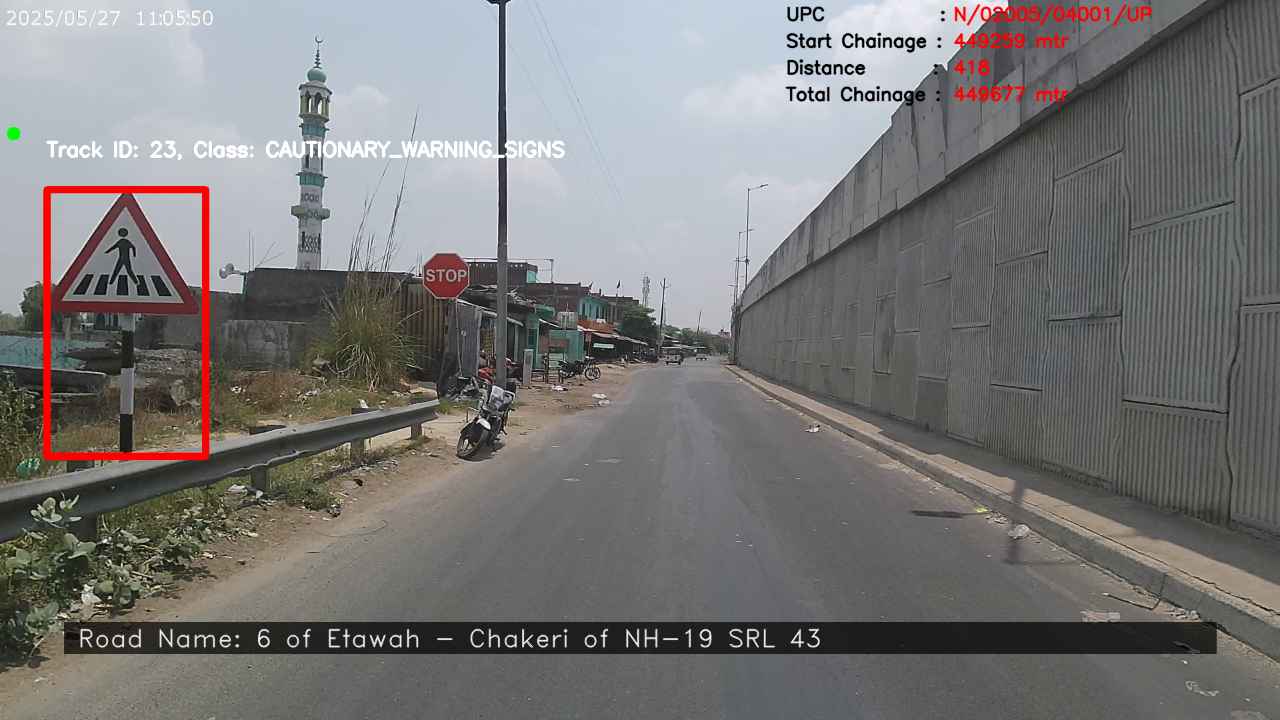 2025/05/27 11:05:50
UPC : N/02005/04001/UP
Start Chainage : 449259 mtr
Distance : 418
Total Chainage : 449677 mtr
Track ID: 23, Class: CAUTIONARY_WARNING_SIGNS
STOP
Road Name: 6 of Etawah - Chakeri of NH-19 SRL 43